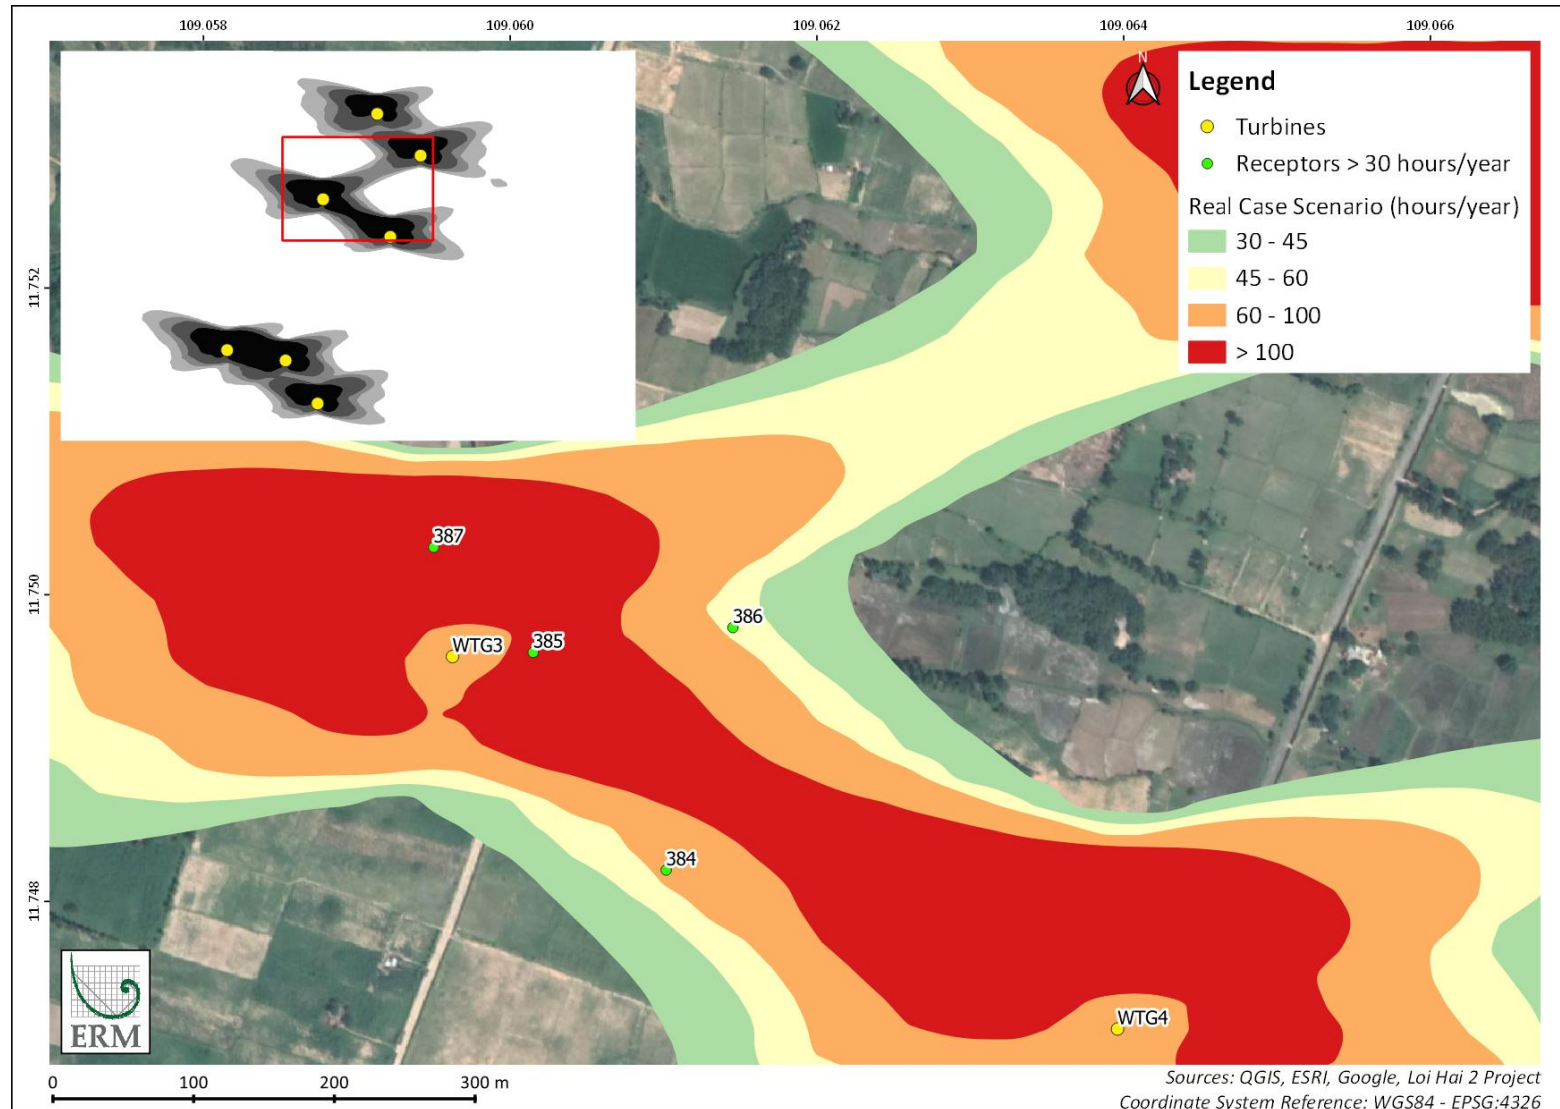 109.058
109.060
109.062
109.064
109.066
N
Legend
Turbines
Receptors > 30 hours/year
Real Case Scenario (hours/year)
30 - 45
45 - 60
60 - 100
> 100
11.752
11.750
11.748
387
386
385
WTG3
384
WTG4
ERM
0 100 200 300 m
Sources: QGIS, ESRI, Google, Loi Hai 2 Project
Coordinate System Reference: WGS84 - EPSG:4326